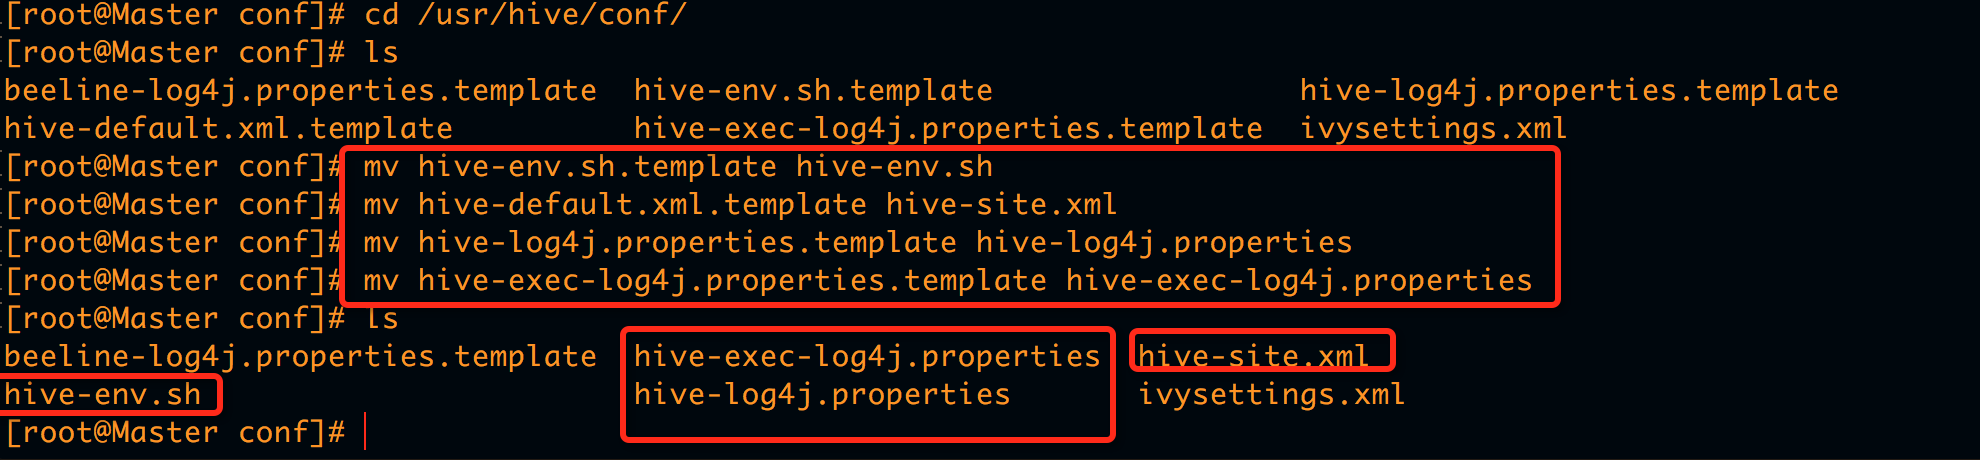 [root@Master conf]# cd /usr/hive/conf/
[root@Master conf]# ls
beeline-log4j.properties.template  hive-env.sh.template                 hive-log4j.properties.template
hive-default.xml.template          hive-exec-log4j.properties.template  ivysettings.xml
[root@Master conf]# mv hive-env.sh.template hive-env.sh
[root@Master conf]# mv hive-default.xml.template hive-site.xml
[root@Master conf]# mv hive-log4j.properties.template hive-log4j.properties
[root@Master conf]# mv hive-exec-log4j.properties.template hive-exec-log4j.properties
[root@Master conf]# ls
beeline-log4j.properties.template  hive-exec-log4j.properties  hive-site.xml
hive-env.sh                        hive-log4j.properties       ivysettings.xml
[root@Master conf]#